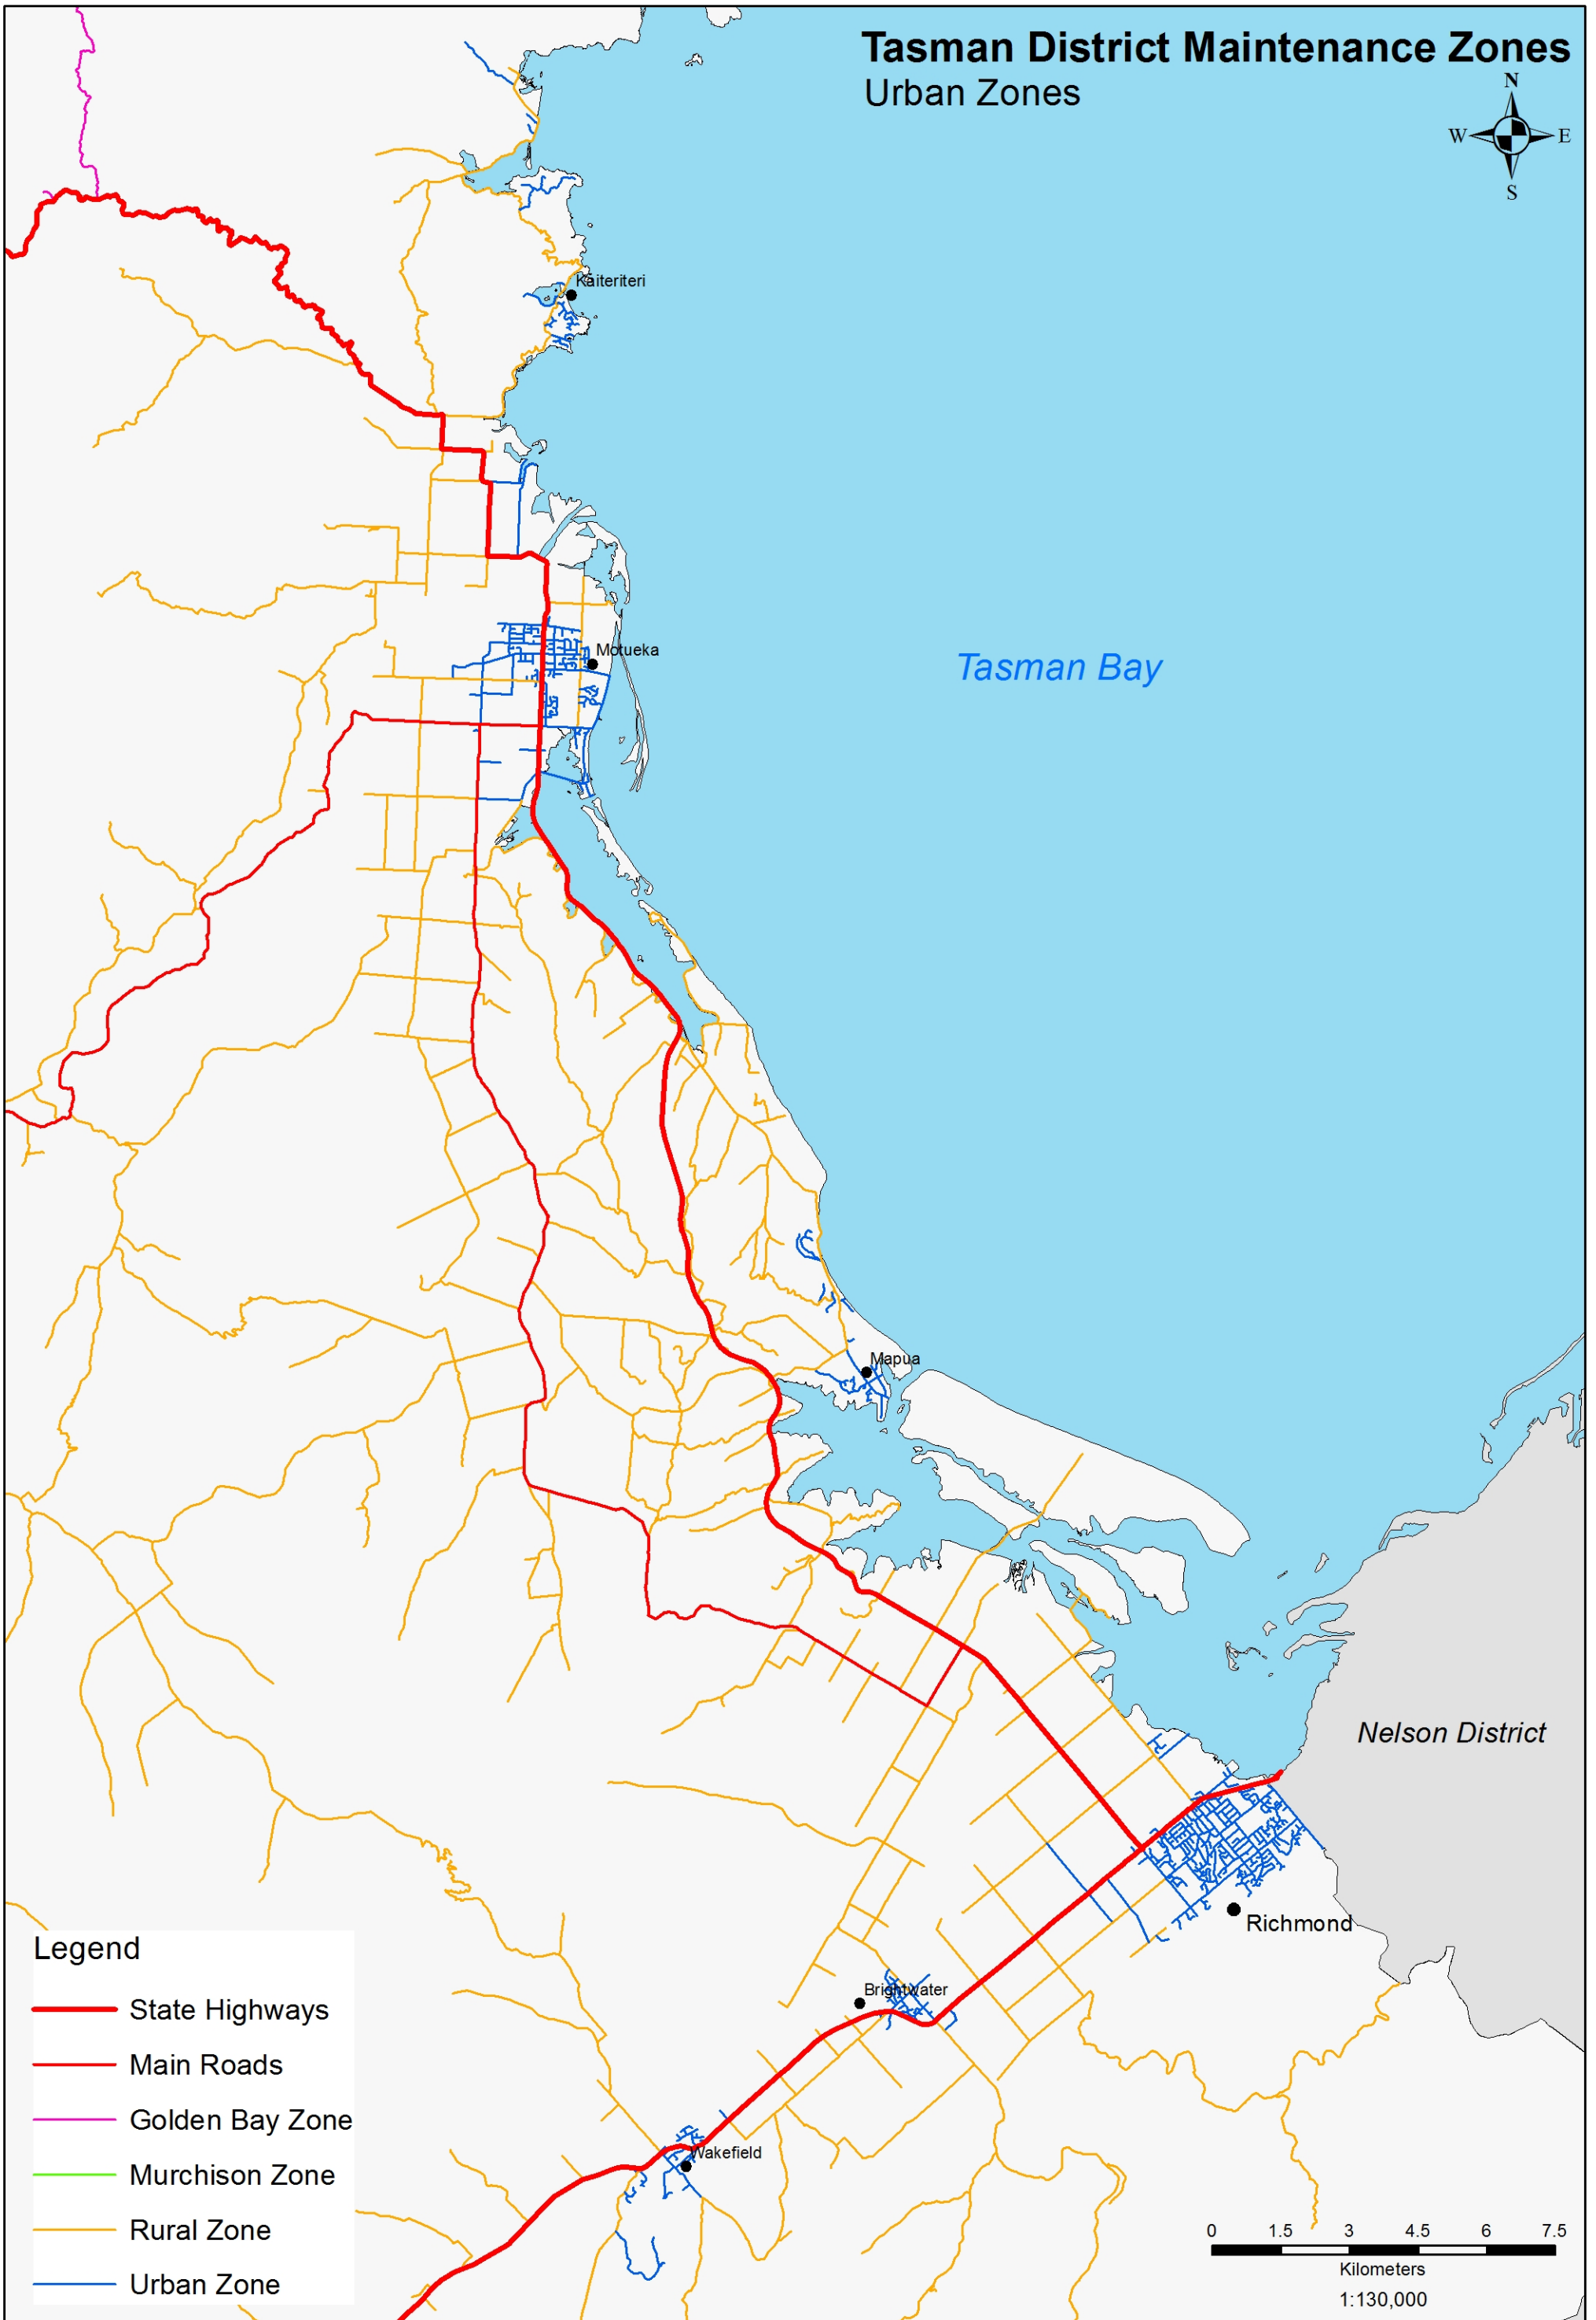 Tasman District Maintenance Zones
Urban Zones
N
W E
S
Kaiteriteri
Motueka
Tasman Bay
Mapua
Nelson District
Richmond
Brightwater
Wakefield
Legend
State Highways
Main Roads
Golden Bay Zone
Murchison Zone
Rural Zone
Urban Zone
0 1.5 3 4.5 6 7.5
Kilometers
1:130,000